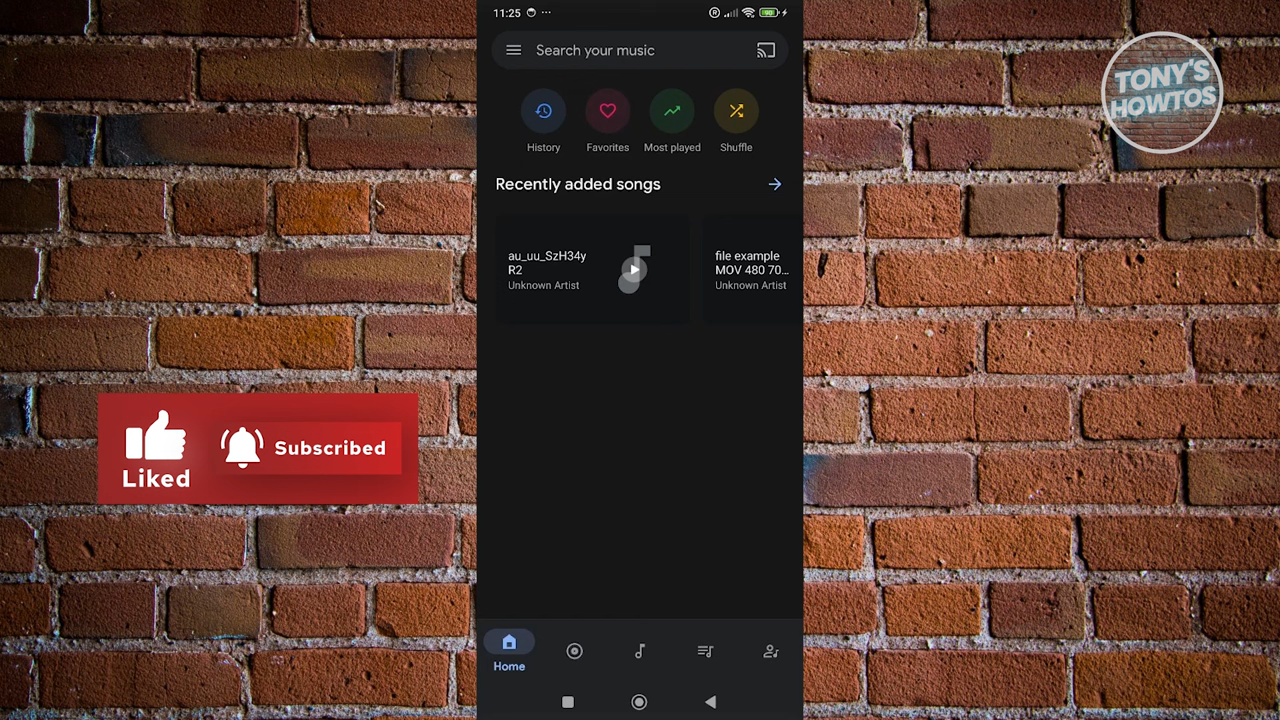 11:25
90
Search your music
TONY'S
HOWTOS
History
Favorites
Most played
Shuffle
Recently added songs
au_uu_SzH34y
R2
Unknown Artist
file example
MOV 480 70...
Unknown Artist
Liked
Subscribed
Home